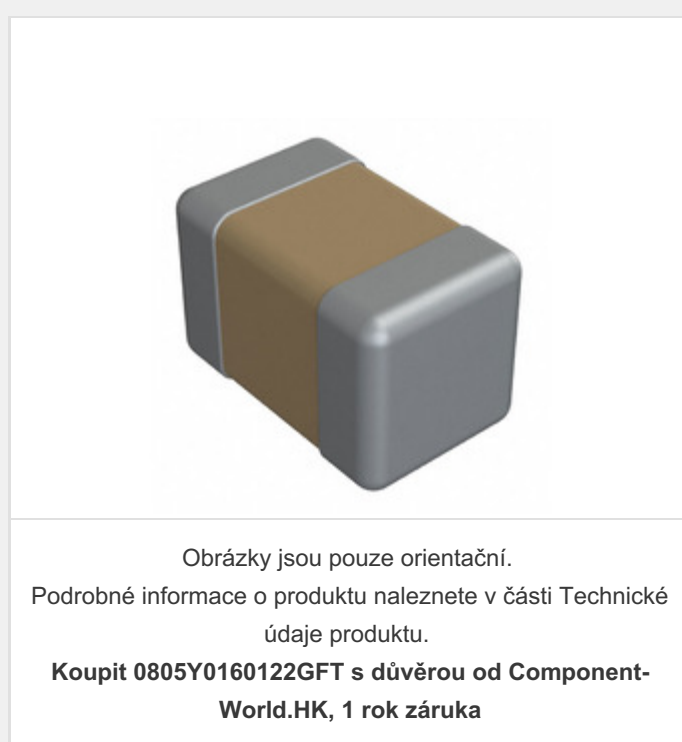 Obrázky jsou pouze orientační.
Podrobné informace o produktu naleznete v části Technické
údaje produktu.
Koupit 0805Y0160122GFT s důvěrou od Component-
World.HK, 1 rok záruka